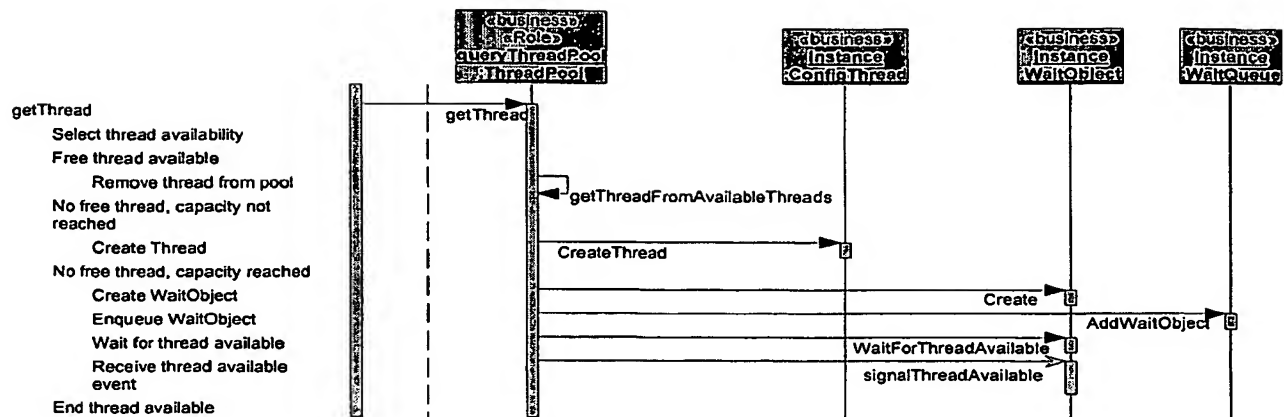 «business»
«Role»
queryThreadPool
:ThreadPool
«business»
Instance
:ConfigThread
«business»
Instance
:WaitObject
«business»
Instance
:WaitQueue
getThread
getThread
Select thread availability
Free thread available
Remove thread from pool
getThreadFromAvailableThreads
No free thread, capacity not
reached
Create Thread
CreateThread
No free thread, capacity reached
Create WaitObject
Create
Enqueue WaitObject
AddWaitObject
Wait for thread available
WaitForThreadAvailable
Receive thread available
event
signalThreadAvailable
End thread available